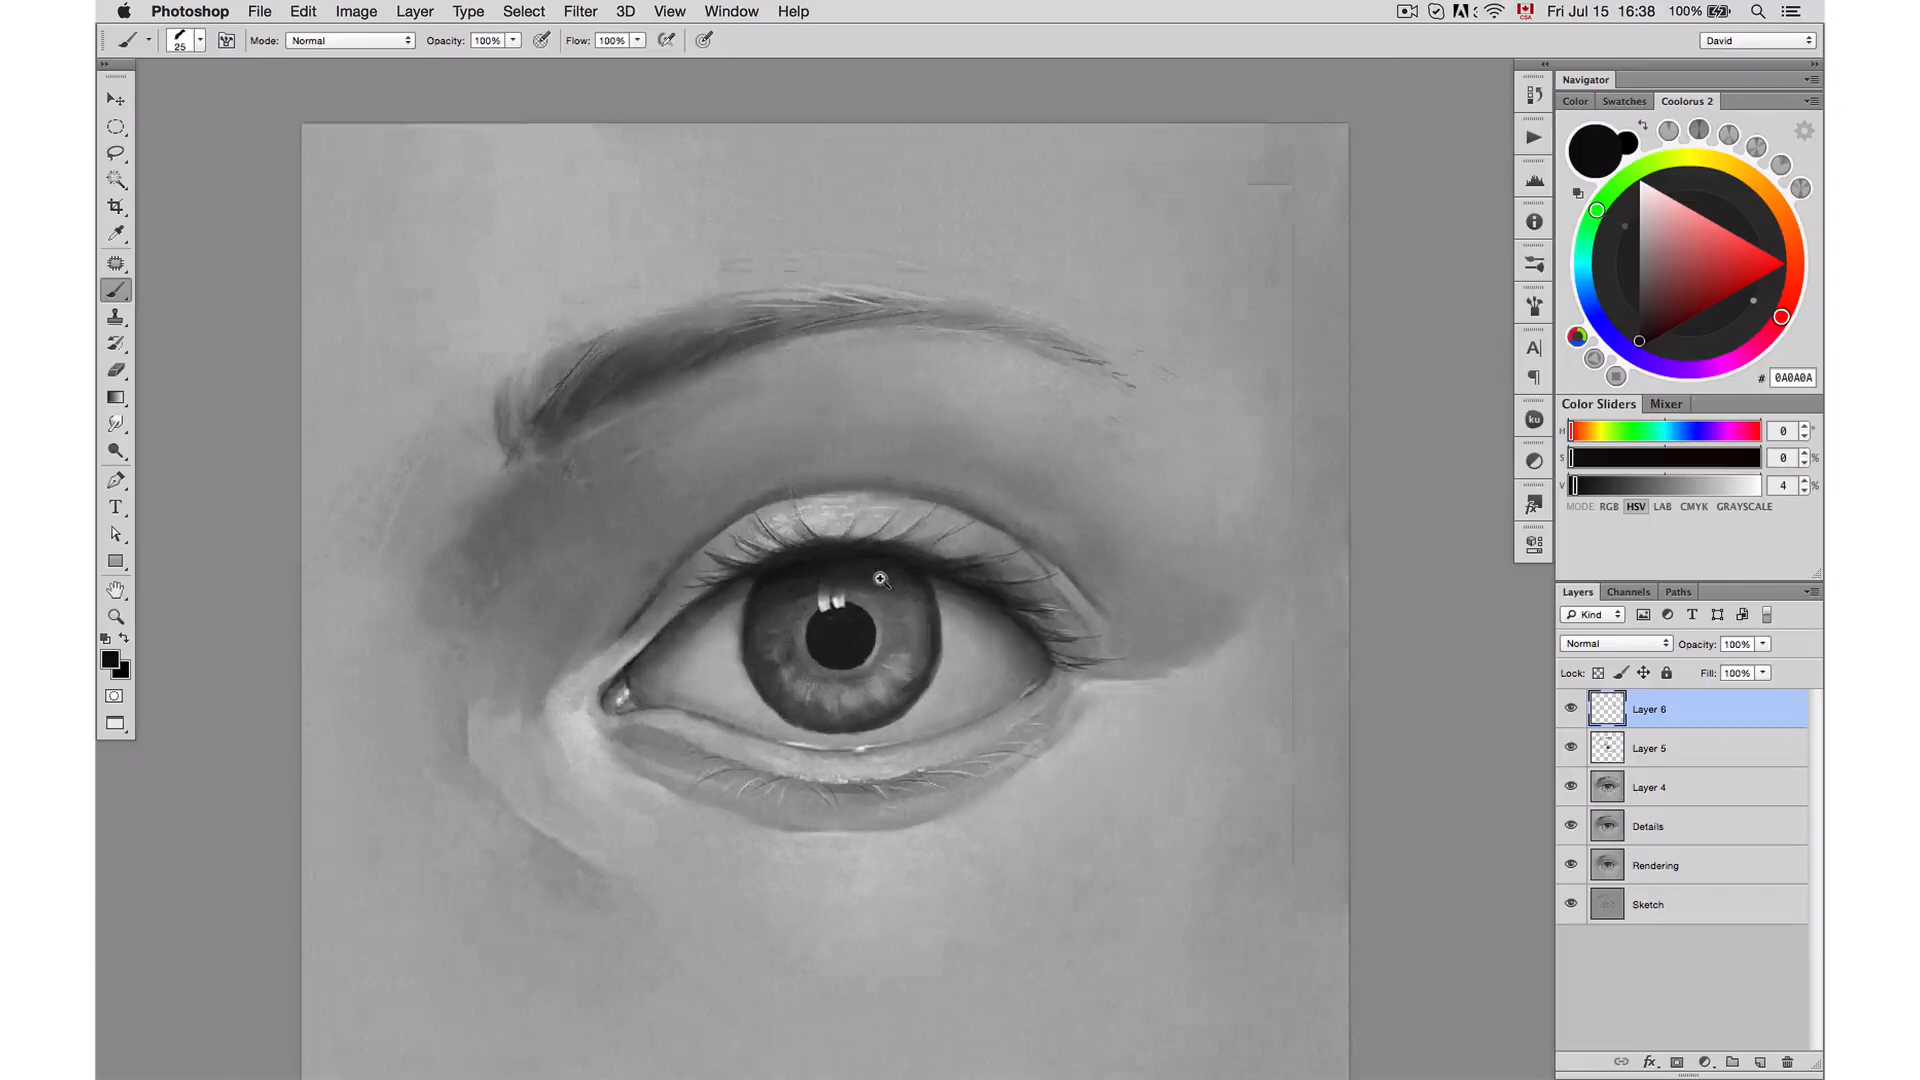 Photoshop File Edit Image Layer Type Select Filter 3D View Window Help Fri Jul 15 16:38 100%
25 Mode: Normal Opacity: 100% Flow: 100% David
Navigator
Color Swatches Coolorus 2
# 0A0A0A
Color Sliders Mixer
H 0 °
S 0 %
V 4 %
MODE: RGB HSV LAB CMYK GRAYSCALE
Layers Channels Paths
Kind
Normal Opacity: 100%
Lock: Fill: 100%
Layer 6
Layer 5
Layer 4
Details
Rendering
Sketch